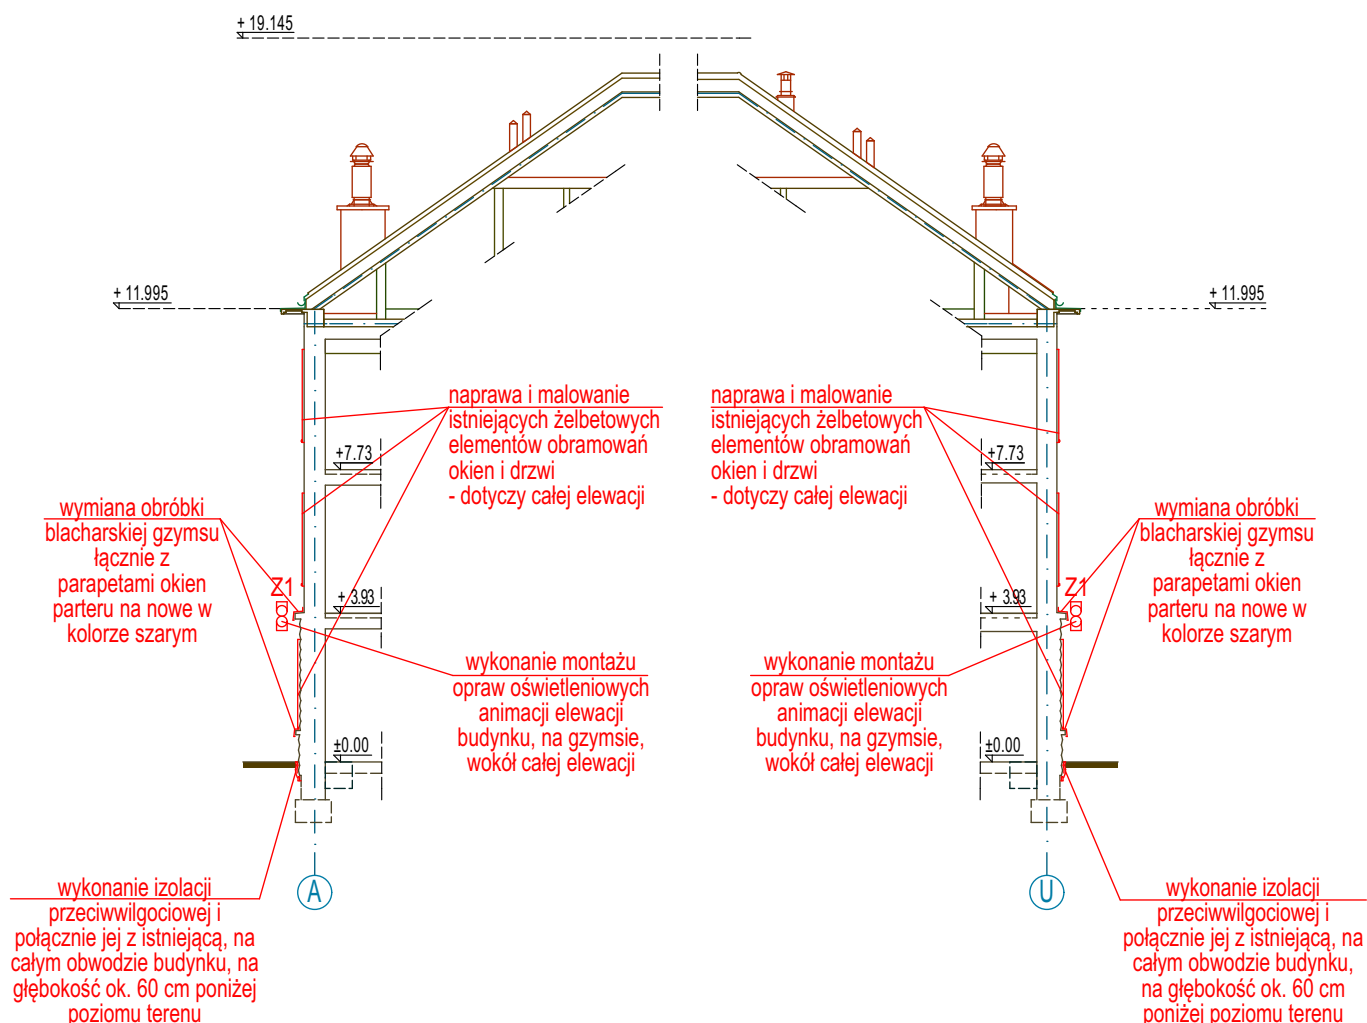 + 19.145
+ 11.995
+ 11.995
naprawa i malowanie
istniejących żelbetowych
elementów obramowań
okien i drzwi
- dotyczy całej elewacji
naprawa i malowanie
istniejących żelbetowych
elementów obramowań
okien i drzwi
- dotyczy całej elewacji
+7.73
+7.73
wymiana obróbki
blacharskiej gzymsu
łącznie z
parapetami okien
parteru na nowe w
kolorze szarym
wymiana obróbki
blacharskiej gzymsu
łącznie z
parapetami okien
parteru na nowe w
kolorze szarym
Z1
Z1
+ 3.93
+ 3.93
wykonanie montażu
opraw oświetleniowych
animacji elewacji
budynku, na gzymsie,
wokół całej elewacji
wykonanie montażu
opraw oświetleniowych
animacji elewacji
budynku, na gzymsie,
wokół całej elewacji
±0.00
±0.00
A
U
wykonanie izolacji
przeciwwilgociowej i
połącznie jej z istniejącą, na
całym obwodzie budynku, na
głębokość ok. 60 cm poniżej
poziomu terenu
wykonanie izolacji
przeciwwilgociowej i
połącznie jej z istniejącą, na
całym obwodzie budynku,
na głębokość ok. 60 cm
poniżej poziomu terenu